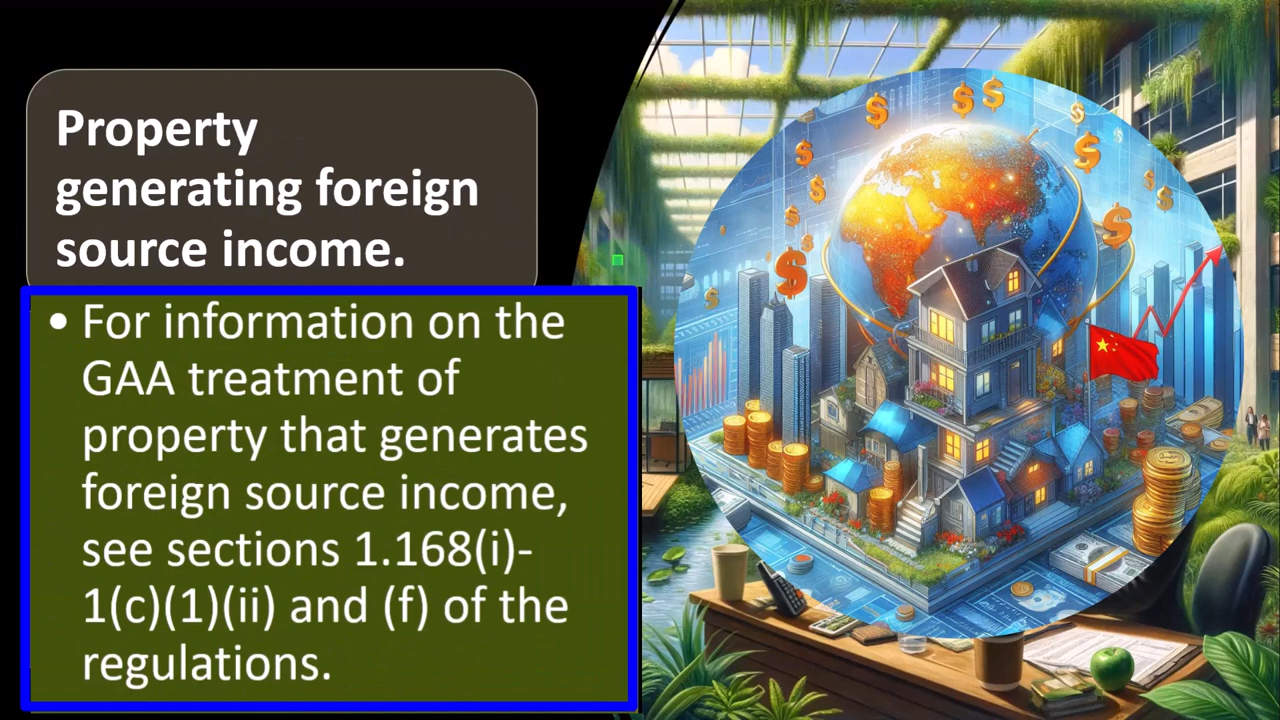 Property
generating foreign
source income.
• For information on the
GAA treatment of
property that generates
foreign source income,
see sections 1.168(i)-
1(c)(1)(ii) and (f) of the
regulations.